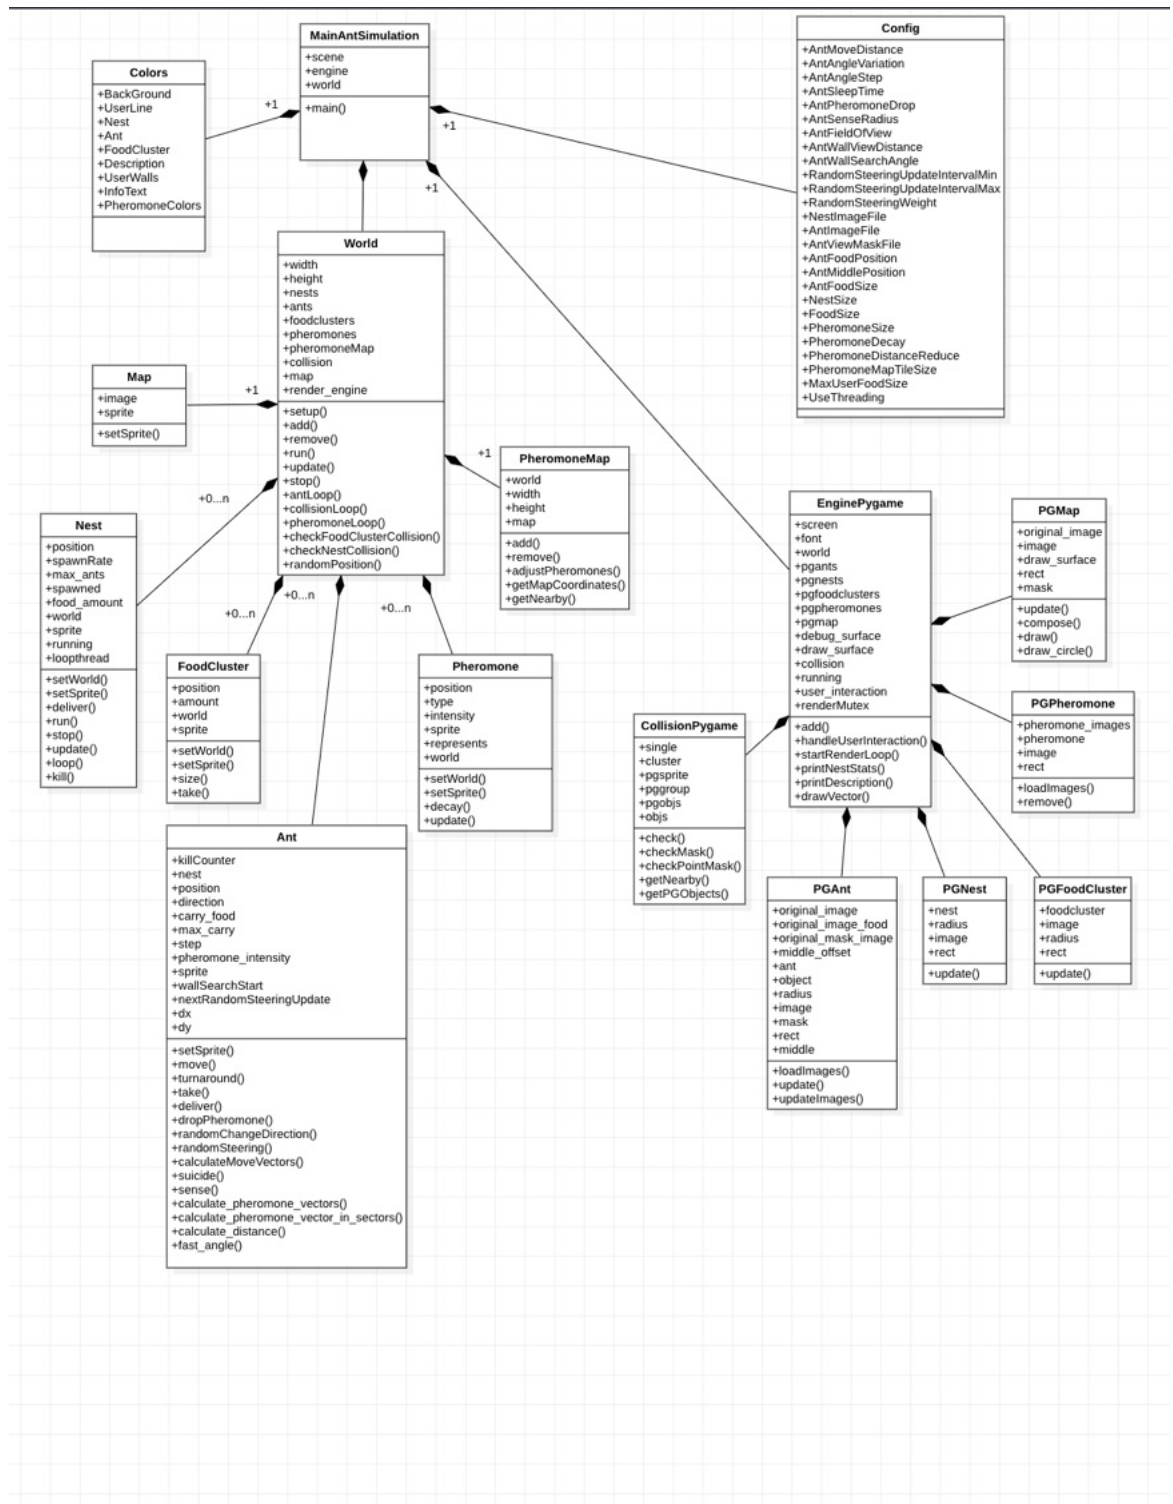 MainAntSimulation
+scene
+engine
+world
+main()
Config
+AntMoveDistance
+AntAngleVariation
+AntAngleStep
+AntSleepTime
+AntPheromoneDrop
+AntSenseRadius
+AntFieldOfView
+AntWallViewDistance
+AntWallSearchAngle
+RandomSteeringUpdateIntervalMin
+RandomSteeringUpdateIntervalMax
+RandomSteeringWeight
+NestImageFile
+AntImageFile
+AntViewMaskFile
+AntFoodPosition
+AntMiddlePosition
+AntFoodSize
+NestSize
+FoodSize
+PheromoneSize
+PheromoneDecay
+PheromoneDistanceReduce
+PheromoneMapTileSize
+MaxUserFoodSize
+UseThreading
Colors
+BackGround
+UserLine
+Nest
+Ant
+FoodCluster
+Description
+UserWalls
+InfoText
+PheromoneColors
+1
+1
+1
World
+width
+height
+nests
+ants
+foodclusters
+pheromones
+pheromoneMap
+collision
+map
+render_engine
+setup()
+add()
+remove()
+run()
+update()
+stop()
+antLoop()
+collisionLoop()
+pheromoneLoop()
+checkFoodClusterCollision()
+checkNestCollision()
+randomPosition()
Map
+image
+sprite
+setSprite()
+1
+1
PheromoneMap
+world
+width
+height
+map
+add()
+remove()
+adjustPheromones()
+getMapCoordinates()
+getNearby()
+0...n
Nest
+position
+spawnRate
+max_ants
+spawned
+food_amount
+world
+sprite
+running
+loopthread
+setWorld()
+setSprite()
+deliver()
+run()
+stop()
+update()
+loop()
+kill()
+0...n
+0...n
+0...n
FoodCluster
+position
+amount
+world
+sprite
+setWorld()
+setSprite()
+size()
+take()
Pheromone
+position
+type
+intensity
+sprite
+represents
+world
+setWorld()
+setSprite()
+decay()
+update()
Ant
+killCounter
+nest
+position
+direction
+carry_food
+max_carry
+step
+pheromone_intensity
+sprite
+wallSearchStart
+nextRandomSteeringUpdate
+dx
+dy
+setSprite()
+move()
+turnaround()
+take()
+deliver()
+dropPheromone()
+randomChangeDirection()
+randomSteering()
+calculateMoveVectors()
+suicide()
+sense()
+calculate_pheromone_vectors()
+calculate_pheromone_vector_in_sectors()
+calculate_distance()
+fast_angle()
EnginePygame
+screen
+font
+world
+pgants
+pgnests
+pgfoodclusters
+pgpheromones
+pgmap
+debug_surface
+draw_surface
+collision
+running
+user_interaction
+renderMutex
+add()
+handleUserInteraction()
+startRenderLoop()
+printNestStats()
+printDescription()
+drawVector()
PGMap
+original_image
+image
+draw_surface
+rect
+mask
+update()
+compose()
+draw()
+draw_circle()
PGPheromone
+pheromone_images
+pheromone
+image
+rect
+loadImages()
+remove()
CollisionPygame
+single
+cluster
+pgsprite
+pggroup
+pgobjs
+objs
+check()
+checkMask()
+checkPointMask()
+getNearby()
+getPGObjects()
PGAnt
+original_image
+original_image_food
+original_mask_image
+middle_offset
+ant
+object
+radius
+image
+mask
+rect
+middle
+loadImages()
+update()
+updateImages()
PGNest
+nest
+radius
+image
+rect
+update()
PGFoodCluster
+foodcluster
+image
+radius
+rect
+update()